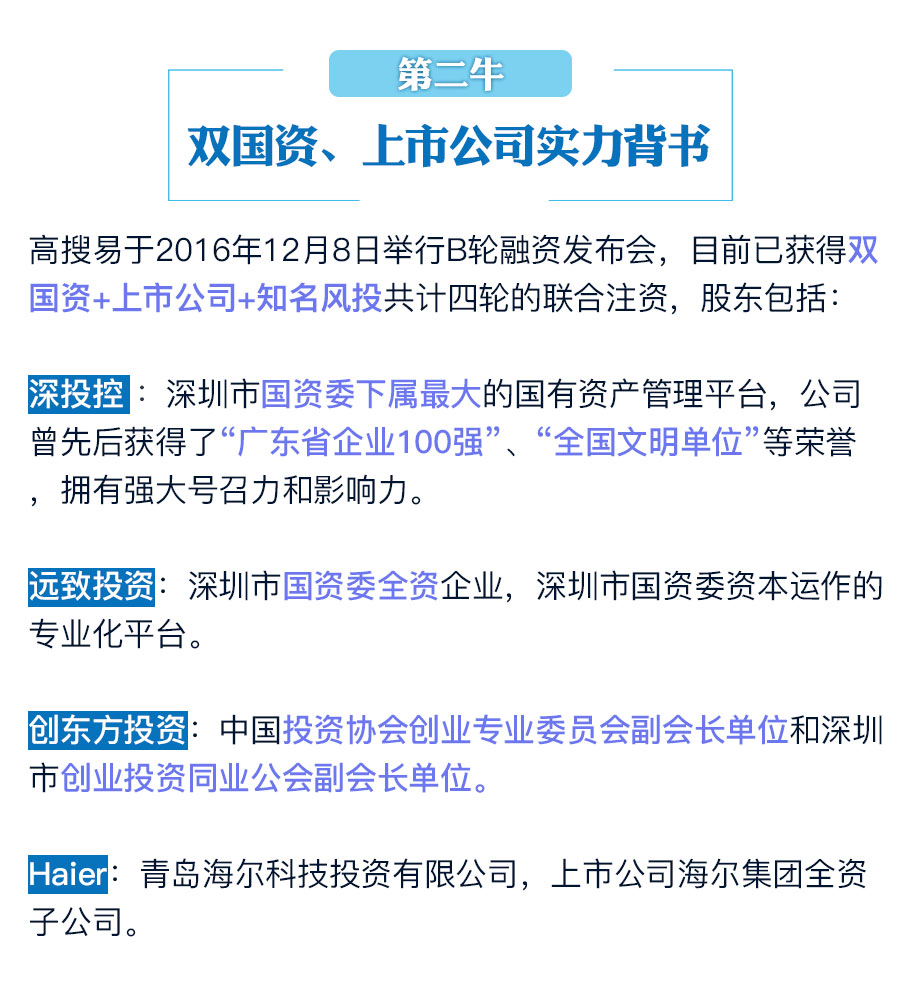 第二牛
双国资、上市公司实力背书
高搜易于2016年12月8日举行B轮融资发布会，目前已获得双
国资+上市公司+知名风投共计四轮的联合注资，股东包括：
深投控：深圳市国资委下属最大的国有资产管理平台，公司
曾先后获得了“广东省企业100强”、“全国文明单位”等荣誉
，拥有强大号召力和影响力。
远致投资：深圳市国资委全资企业，深圳市国资委资本运作的
专业化平台。
创东方投资：中国投资协会创业专业委员会副会长单位和深圳
市创业投资同业公会副会长单位。
Haier：青岛海尔科技投资有限公司，上市公司海尔集团全资
子公司。